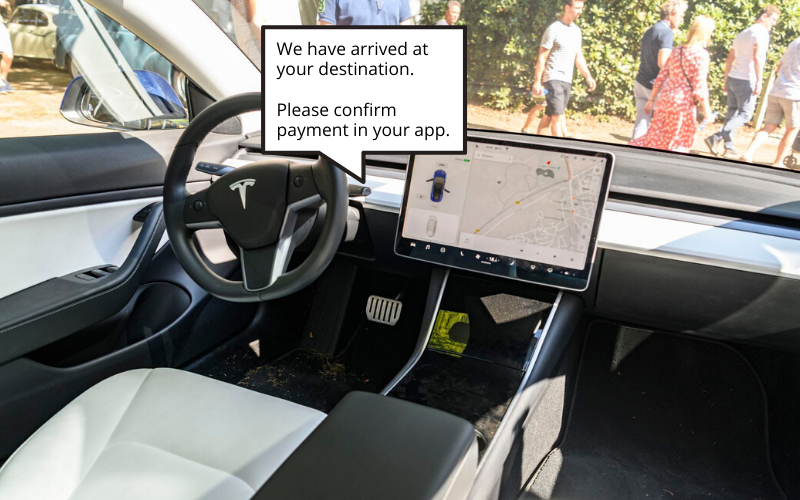 We have arrived at
your destination.
Please confirm
payment in your app.